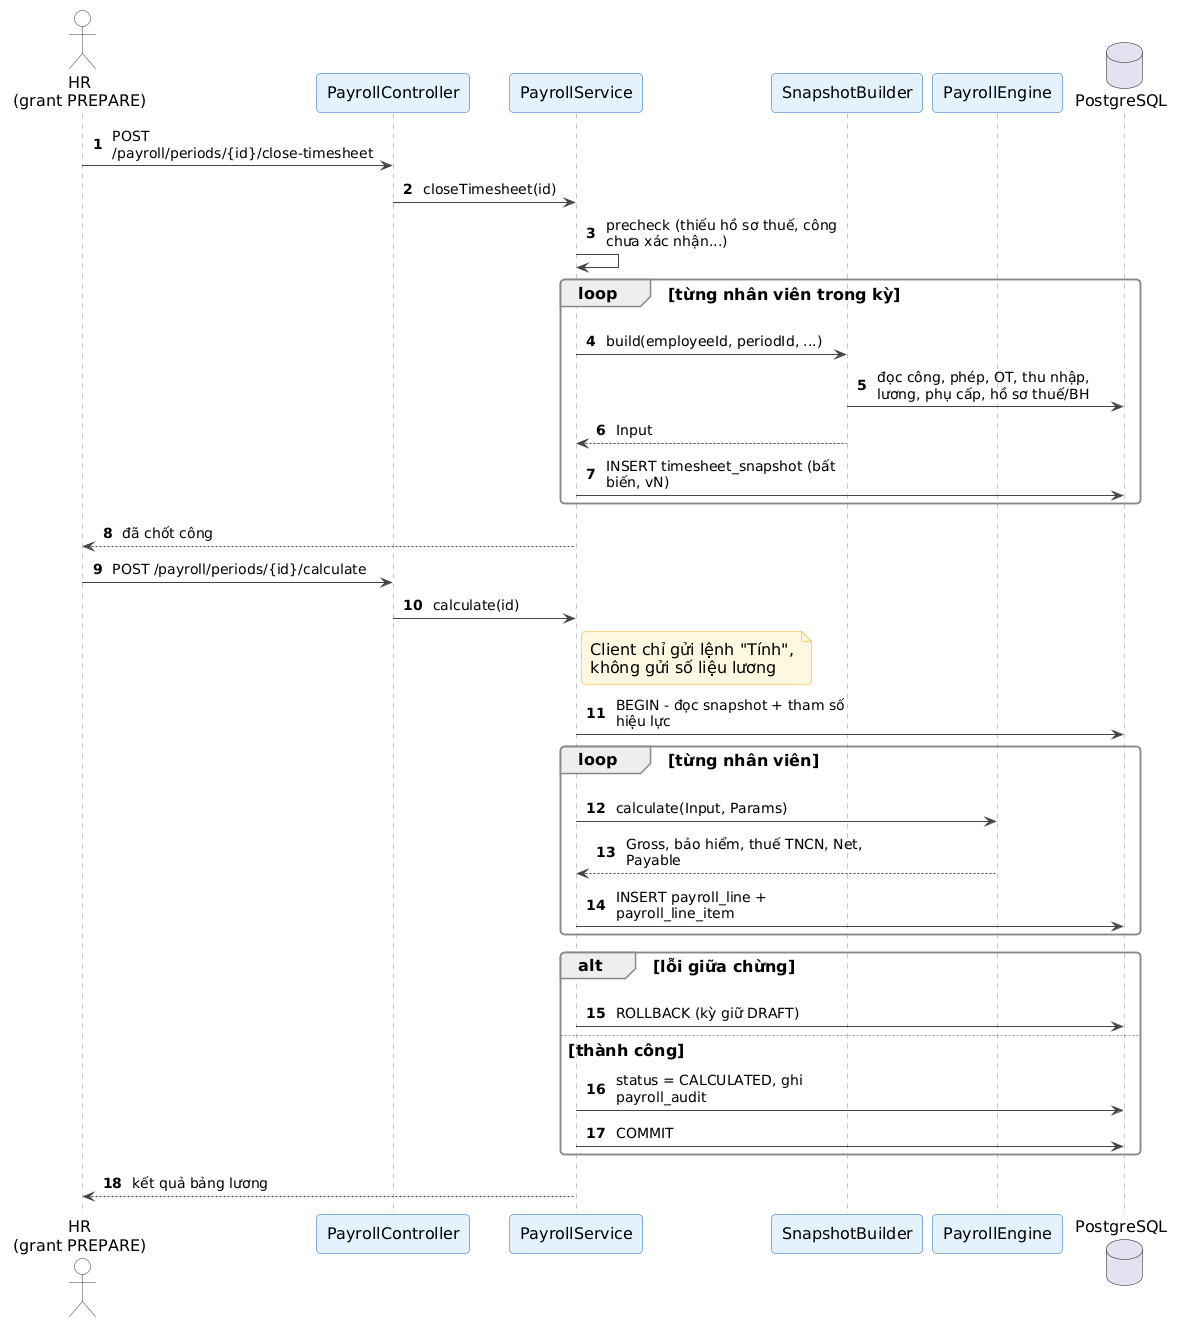 HR
(grant PREPARE)
PayrollController
PayrollService
SnapshotBuilder
PayrollEngine
PostgreSQL
1 POST
/payroll/periods/{id}/close-timesheet
2 closeTimesheet(id)
3 precheck (thiếu hồ sơ thuế, công
chưa xác nhận...)
loop [từng nhân viên trong kỳ]
4 build(employeeId, periodId, ...)
5 đọc công, phép, OT, thu nhập,
lương, phụ cấp, hồ sơ thuế/BH
6 Input
7 INSERT timesheet_snapshot (bất
biến, vN)
8 đã chốt công
9 POST /payroll/periods/{id}/calculate
10 calculate(id)
Client chỉ gửi lệnh "Tính",
không gửi số liệu lương
11 BEGIN - đọc snapshot + tham số
hiệu lực
loop [từng nhân viên]
12 calculate(Input, Params)
13 Gross, bảo hiểm, thuế TNCN, Net,
Payable
14 INSERT payroll_line +
payroll_line_item
alt [lỗi giữa chừng]
15 ROLLBACK (kỳ giữ DRAFT)
[thành công]
16 status = CALCULATED, ghi
payroll_audit
17 COMMIT
18 kết quả bảng lương
HR
(grant PREPARE)
PayrollController
PayrollService
SnapshotBuilder
PayrollEngine
PostgreSQL